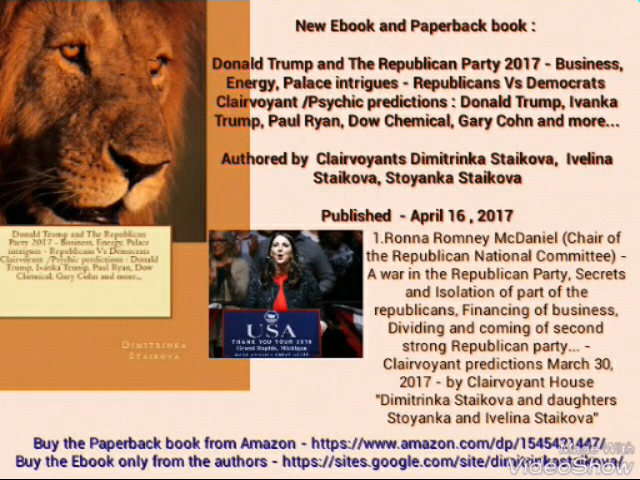 New Ebook and Paperback book :
Donald Trump and The Republican Party 2017 - Business,
Energy, Palace intrigues - Republicans Vs Democrats
Clairvoyant /Psychic predictions : Donald Trump, Ivanka
Trump, Paul Ryan, Dow Chemical, Gary Cohn and more...
Authored by Clairvoyants Dimitrinka Staikova, Ivelina
Staikova, Stoyanka Staikova
Published - April 16 , 2017
Donald Trump and The Republican
Party 2017 - Business, Energy, Palace
intrigues - Republicans Vs Democrats
Clairvoyant /Psychic predictions : Donald
Trump, Ivanka Trump, Paul Ryan, Dow
Chemical, Gary Cohn and more...
Dimitrinka
Staikova
USA
THANK YOU TOUR 2016
Grand Rapids, Michigan
1.Ronna Romney McDaniel (Chair of
the Republican National Committee) -
A war in the Republican Party, Secrets
and Isolation of part of the
republicans, Financing of business,
Dividing and coming of second
strong Republican party... -
Clairvoyant predictions March 30,
2017 - by Clairvoyant House
"Dimitrinka Staikova and daughters
Stoyanka and Ivelina Staikova"
Buy the Paperback book from Amazon - https://www.amazon.com/dp/1545431447/
Buy the Ebook only from the authors - https://sites.google.com/site/dimitrinkastaikova/
Made With
VideoShow